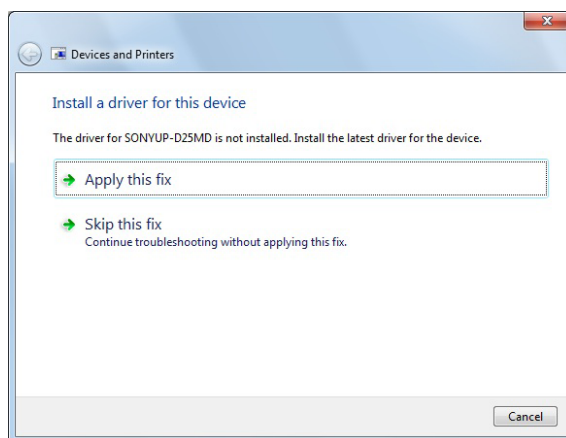 Devices and Printers
Install a driver for this device
The driver for SONYUP-D25MD is not installed. Install the latest driver for the device.
Apply this fix
Skip this fix
Continue troubleshooting without applying this fix.
Cancel